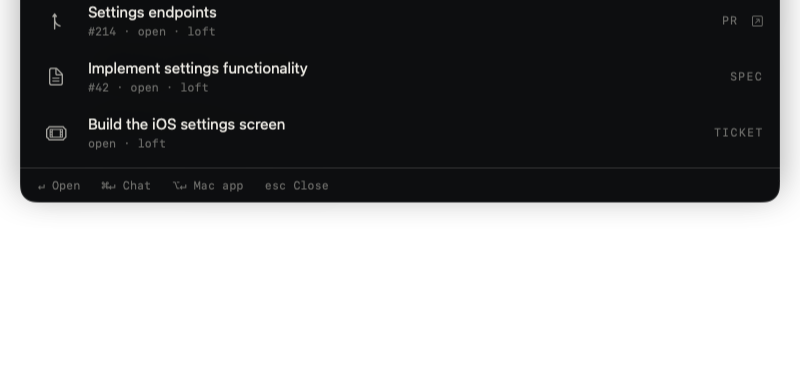 Settings endpoints
PR
#214 · open · loft
Implement settings functionality
SPEC
#42 · open · loft
Build the iOS settings screen
TICKET
open · loft
↵ Open ⌘↵ Chat ⌥↵ Mac app esc Close